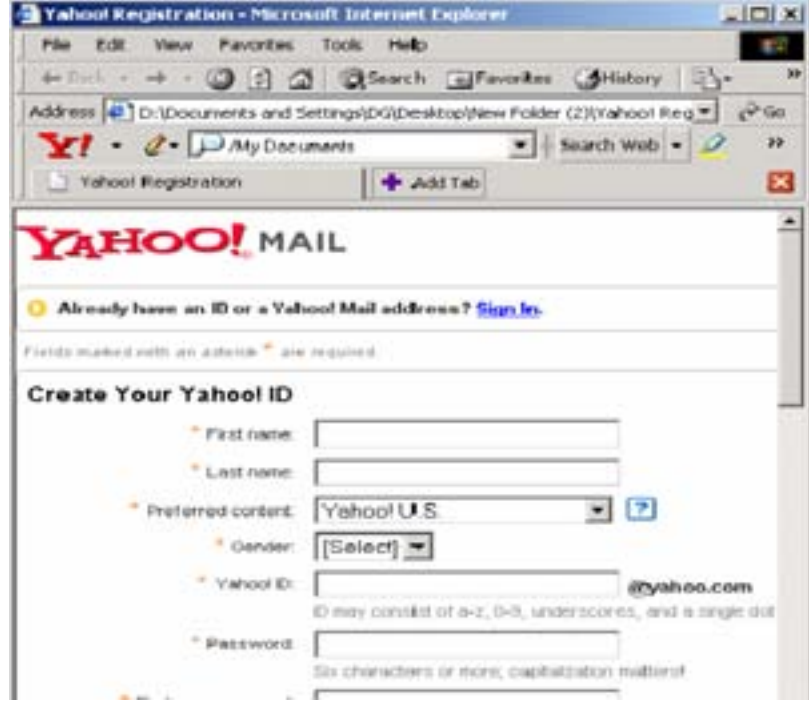 Yahoo! Registration - Microsoft Internet Explorer
File Edit View Favorites Tools Help
Back Search Favorites History »
Address D:\Documents and Settings\DG\Desktop\New Folder (2)\Yahoo! Reg Go
Y! /My Documents Search Web »
Yahoo! Registration Add Tab
YAHOO! MAIL
Already have an ID or a Yahoo! Mail address? Sign In.
Fields marked with an asterisk * are required.
Create Your Yahoo! ID
* First name:
* Last name:
* Preferred content: Yahoo! U.S. ?
* Gender: [Select]
* Yahoo! ID: @yahoo.com
ID may consist of a-z, 0-9, underscores, and a single dot
* Password:
Six characters or more; capitalization matters!